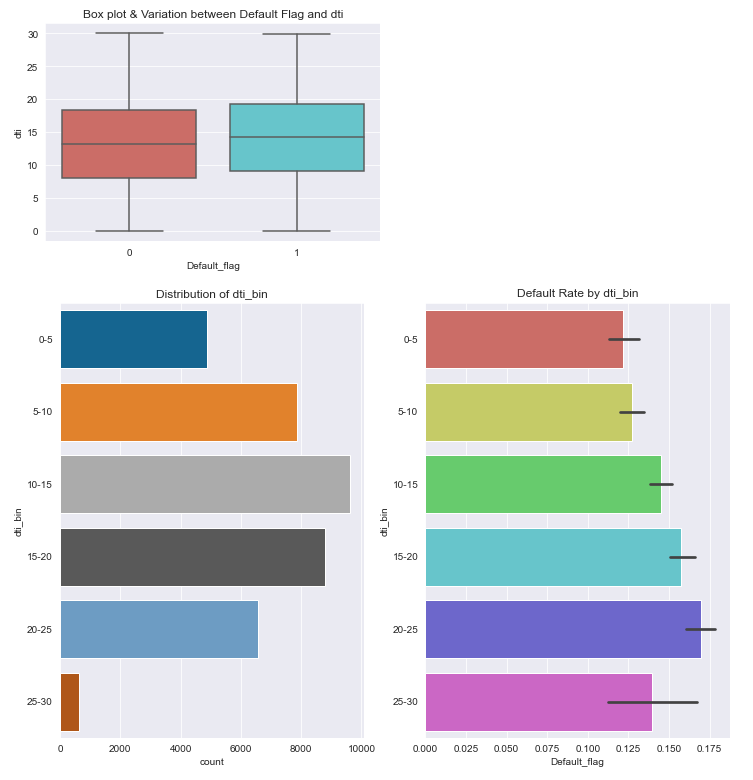 Box plot & Variation between Default Flag and dti
30
25
20
15
10
5
0
dti
0 1
Default_flag
Distribution of dti_bin
0-5
5-10
10-15
15-20
20-25
25-30
dti_bin
0 2000 4000 6000 8000 10000
count
Default Rate by dti_bin
0-5
5-10
10-15
15-20
20-25
25-30
dti_bin
0.000 0.025 0.050 0.075 0.100 0.125 0.150 0.175
Default_flag